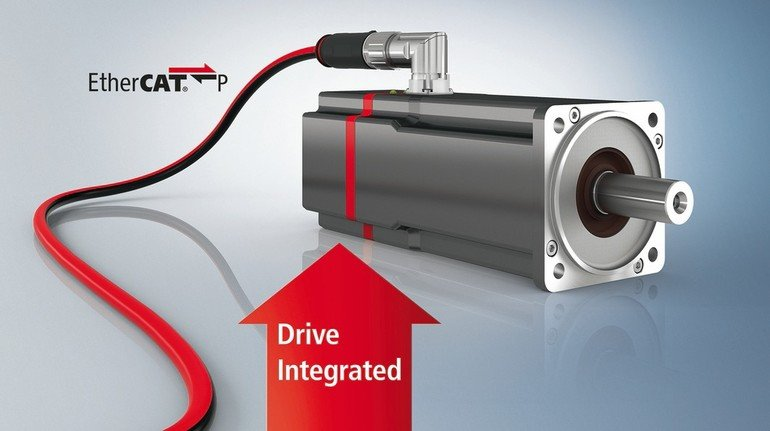 EtherCAT® P
Drive
Integrated